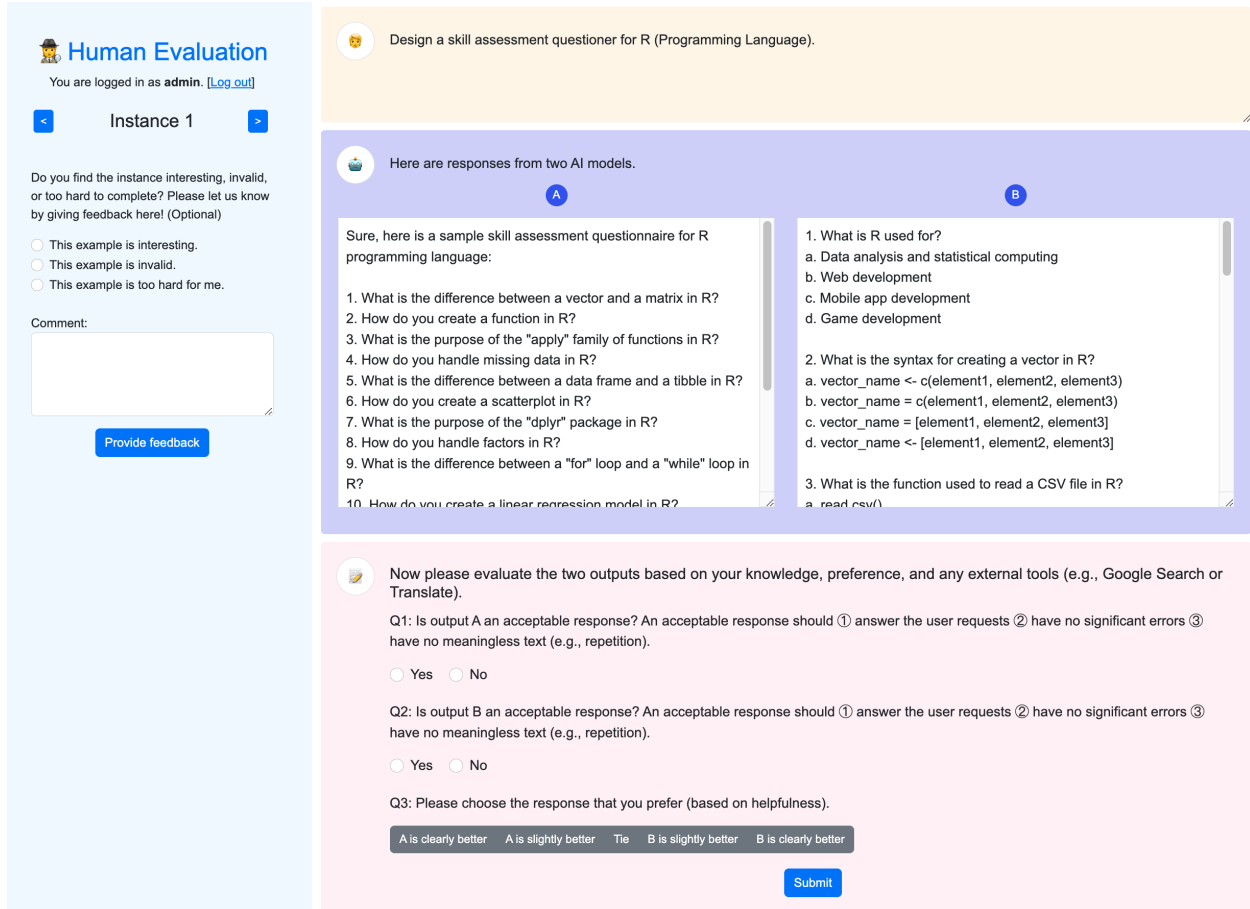 Human Evaluation
You are logged in as admin. [Log out]
<
Instance 1
>
Do you find the instance interesting, invalid,
or too hard to complete? Please let us know
by giving feedback here! (Optional)
This example is interesting.
This example is invalid.
This example is too hard for me.
Comment:
Provide feedback
Design a skill assessment questioner for R (Programming Language).
Here are responses from two AI models.
A
Sure, here is a sample skill assessment questionnaire for R
programming language:
1. What is the difference between a vector and a matrix in R?
2. How do you create a function in R?
3. What is the purpose of the "apply" family of functions in R?
4. How do you handle missing data in R?
5. What is the difference between a data frame and a tibble in R?
6. How do you create a scatterplot in R?
7. What is the purpose of the "dplyr" package in R?
8. How do you handle factors in R?
9. What is the difference between a "for" loop and a "while" loop in
R?
10. How do you create a linear regression model in R?
B
1. What is R used for?
a. Data analysis and statistical computing
b. Web development
c. Mobile app development
d. Game development
2. What is the syntax for creating a vector in R?
a. vector_name <- c(element1, element2, element3)
b. vector_name = c(element1, element2, element3)
c. vector_name = [element1, element2, element3]
d. vector_name <- [element1, element2, element3]
3. What is the function used to read a CSV file in R?
a. read.csv()
Now please evaluate the two outputs based on your knowledge, preference, and any external tools (e.g., Google Search or
Translate).
Q1: Is output A an acceptable response? An acceptable response should ① answer the user requests ② have no significant errors ③
have no meaningless text (e.g., repetition).
Yes No
Q2: Is output B an acceptable response? An acceptable response should ① answer the user requests ② have no significant errors ③
have no meaningless text (e.g., repetition).
Yes No
Q3: Please choose the response that you prefer (based on helpfulness).
A is clearly better A is slightly better Tie B is slightly better B is clearly better
Submit